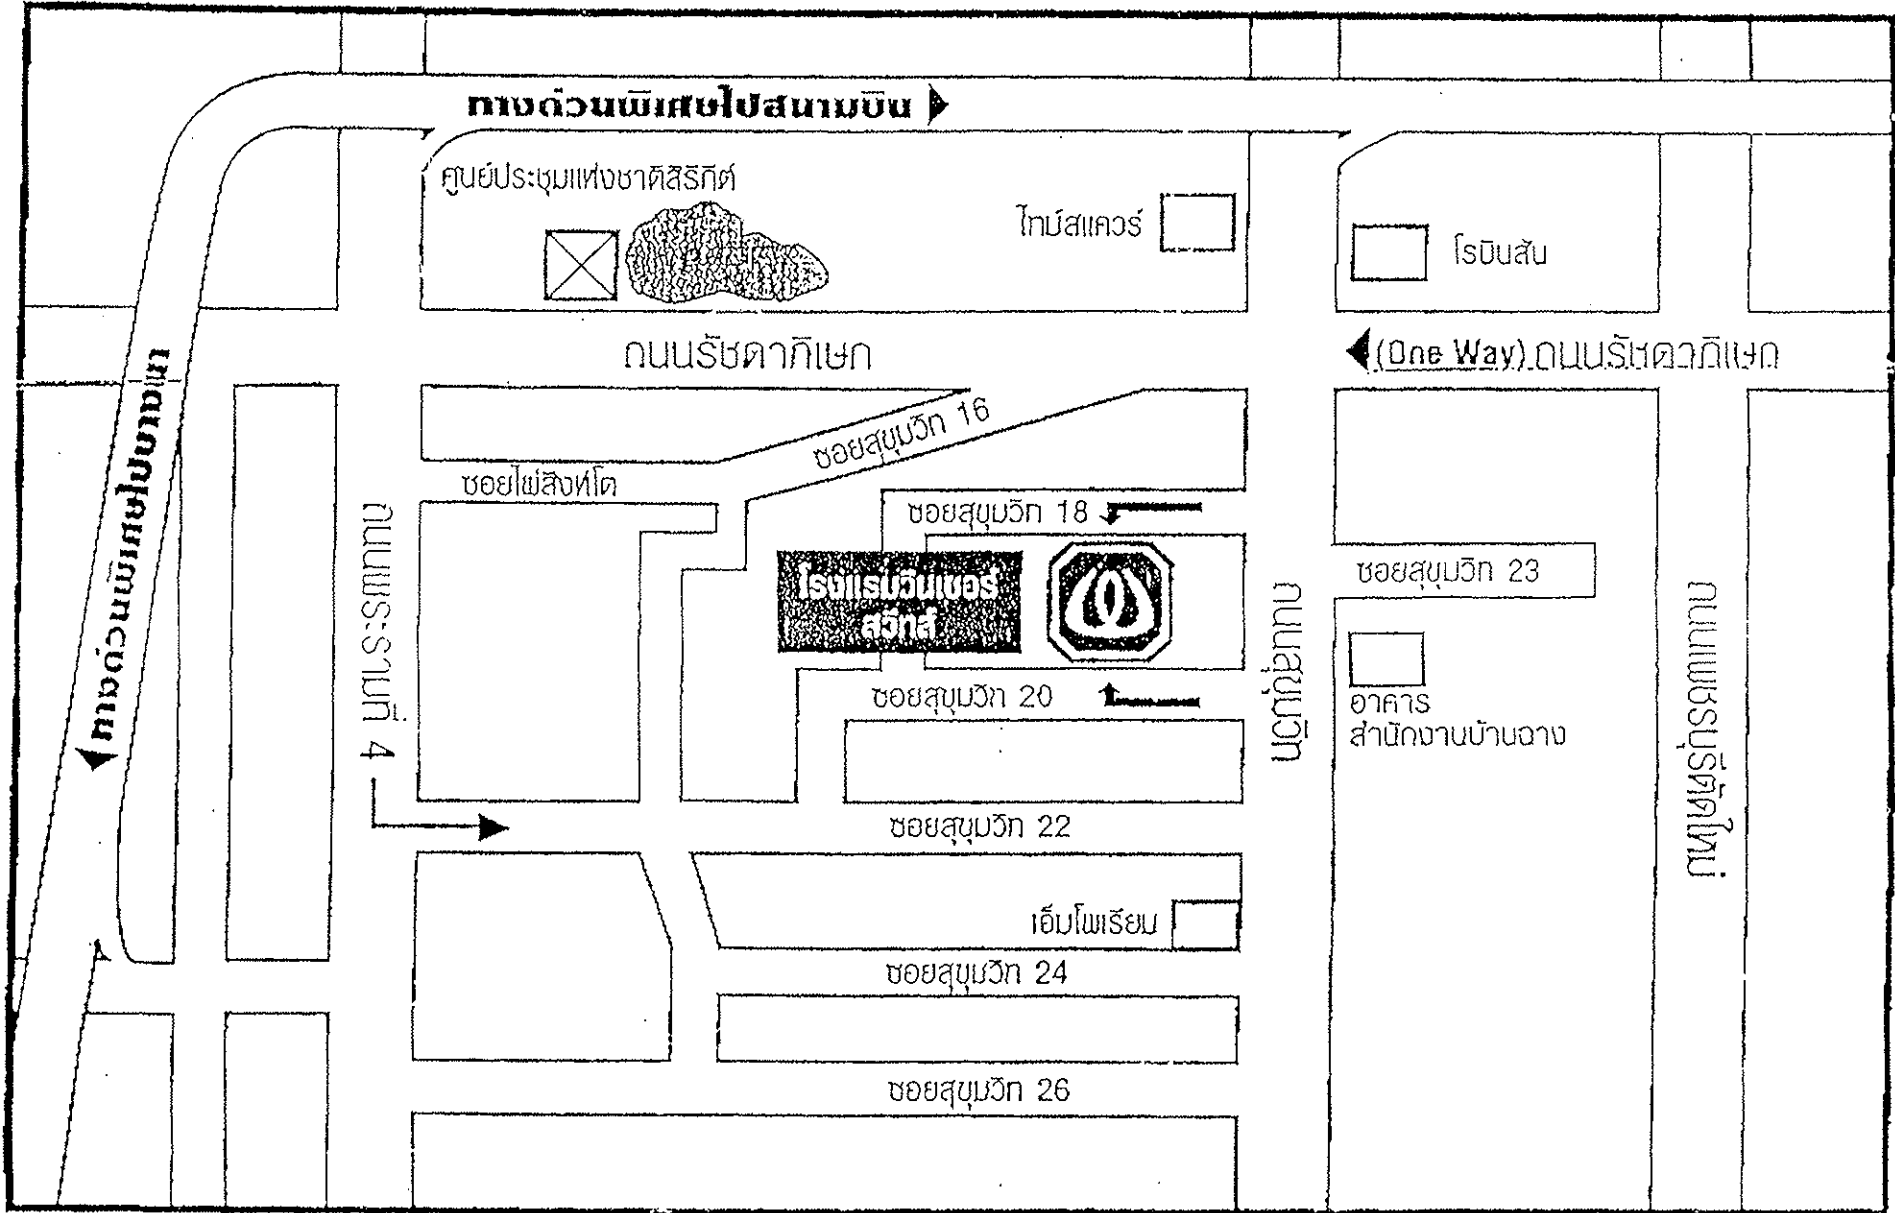 ทางด่วนพิเศษไปสนามบิน
ศูนย์ประชุมแห่งชาติสิริกิต์
ไทม์สแควร์
โรบินสัน
ถนนรัชดาภิเษก
(One Way) ถนนรัชดาภิเษก
ทางด่วนพิเศษไปบางนา
ซอยสุขุมวิท 16
ซอยไผ่สิงห์โต
ซอยสุขุมวิท 18
ถนนพระรามที่ 4
โรงแรมวินเซอร์
สวีทส์
ซอยสุขุมวิท 23
ถนนสุขุมวิท
ถนนเพชรบุรีตัดใหม่
ซอยสุขุมวิท 20
อาคาร
สำนักงานบ้านฉาง
ซอยสุขุมวิท 22
เอ็มโพเรียม
ซอยสุขุมวิท 24
ซอยสุขุมวิท 26